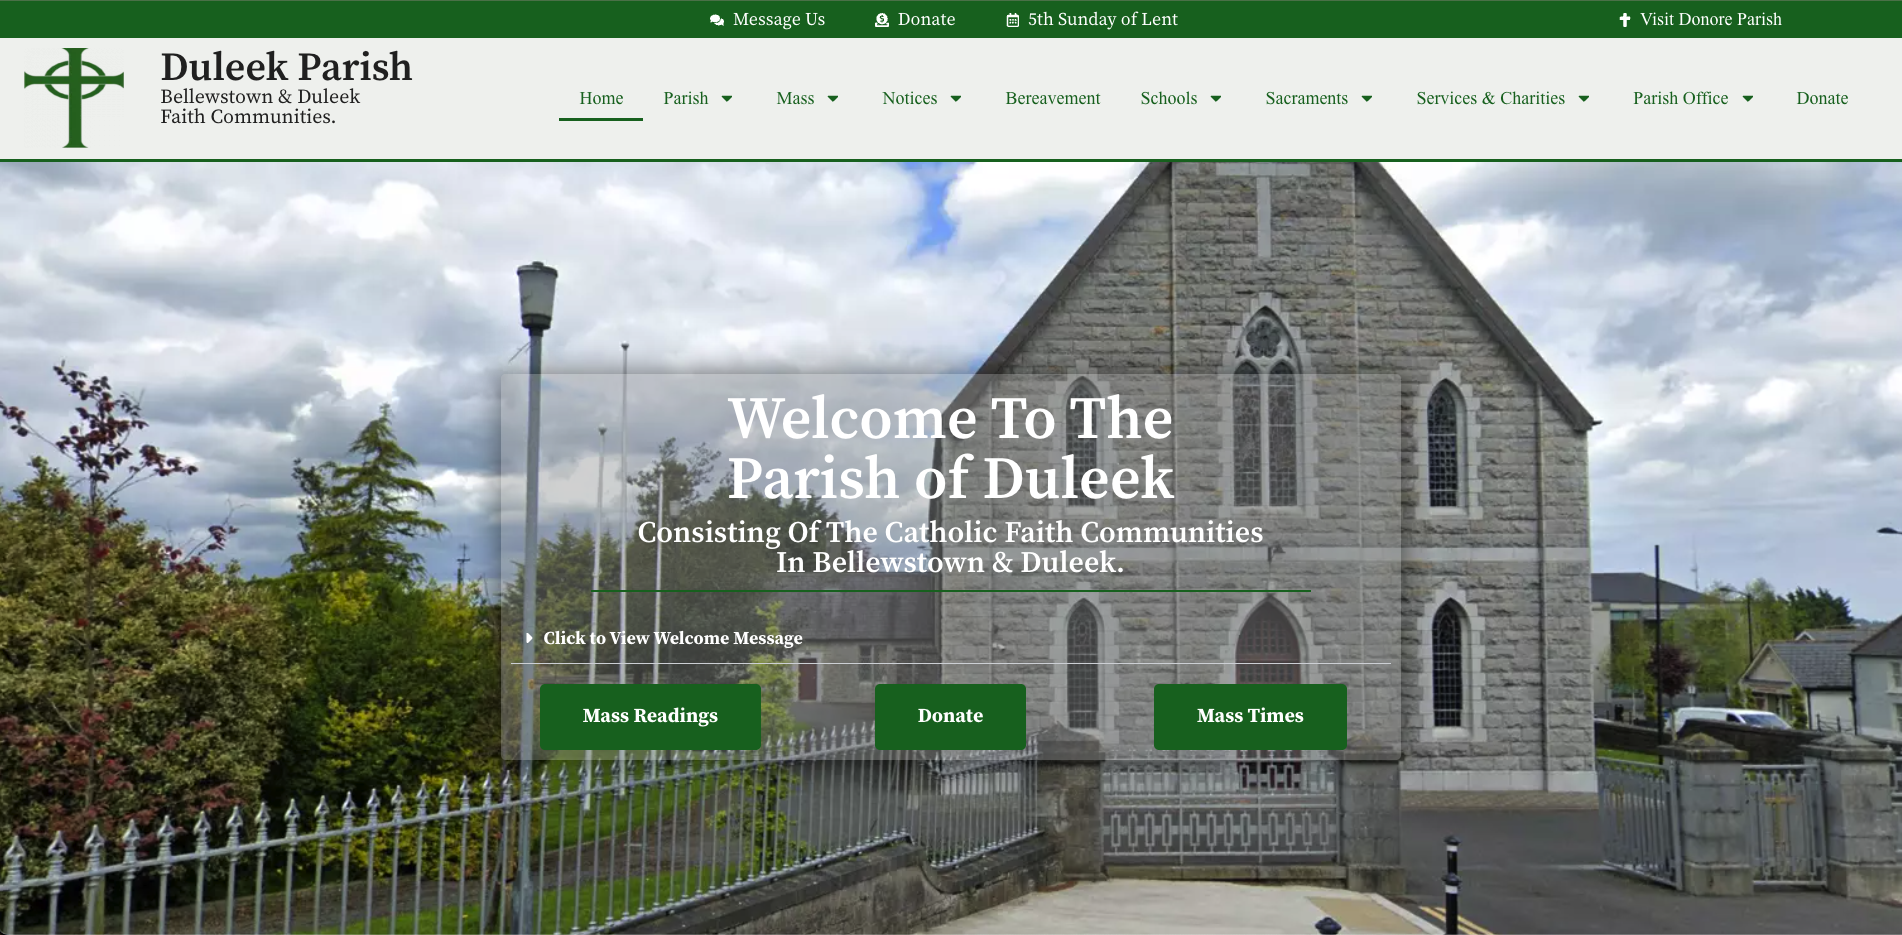 Message Us
Donate
5th Sunday of Lent
Visit Donore Parish
Duleek Parish
Bellewstown & Duleek
Faith Communities.
Home
Parish
Mass
Notices
Bereavement
Schools
Sacraments
Services & Charities
Parish Office
Donate
Welcome To The
Parish of Duleek
Consisting Of The Catholic Faith Communities
In Bellewstown & Duleek.
Click to View Welcome Message
Mass Readings
Donate
Mass Times